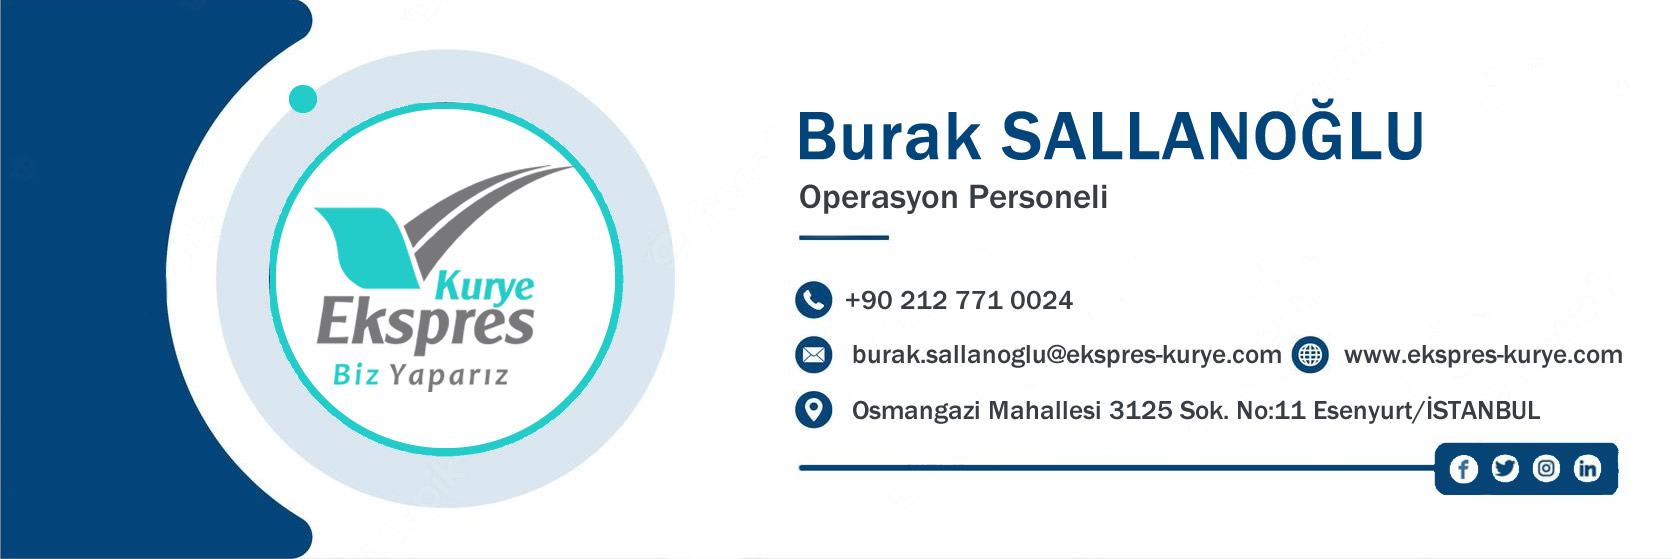 Kurye
Ekspres
Biz Yaparız
Burak SALLANOĞLU
Operasyon Personeli
+90 212 771 0024
burak.sallanoglu@ekspres-kurye.com www.ekspres-kurye.com
Osmangazi Mahallesi 3125 Sok. No:11 Esenyurt/İSTANBUL